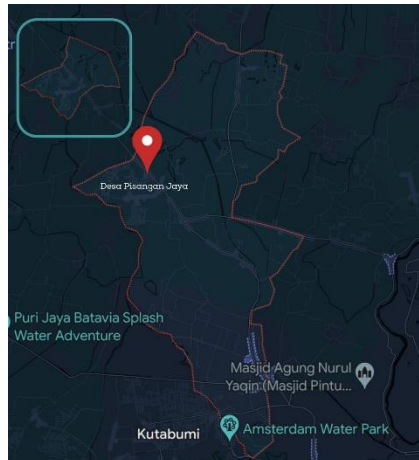 Desa Pisangan Jaya
Puri Jaya Batavia Splash
Water Adventure
Masjid Agung Nurul
Yaqin (Masjid Pintu...
Kutabumi
Amsterdam Water Park